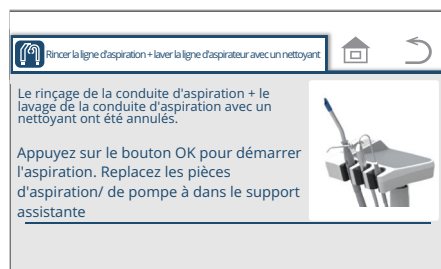 Rincer la ligne d'aspiration + laver la ligne d'aspirateur avec un nettoyant
Le rinçage de la conduite d'aspiration + le
lavage de la conduite d'aspiration avec un
nettoyant ont été annulés.
Appuyez sur le bouton OK pour démarrer
l'aspiration. Replacez les pièces
d'aspiration/ de pompe à dans le support
assistante